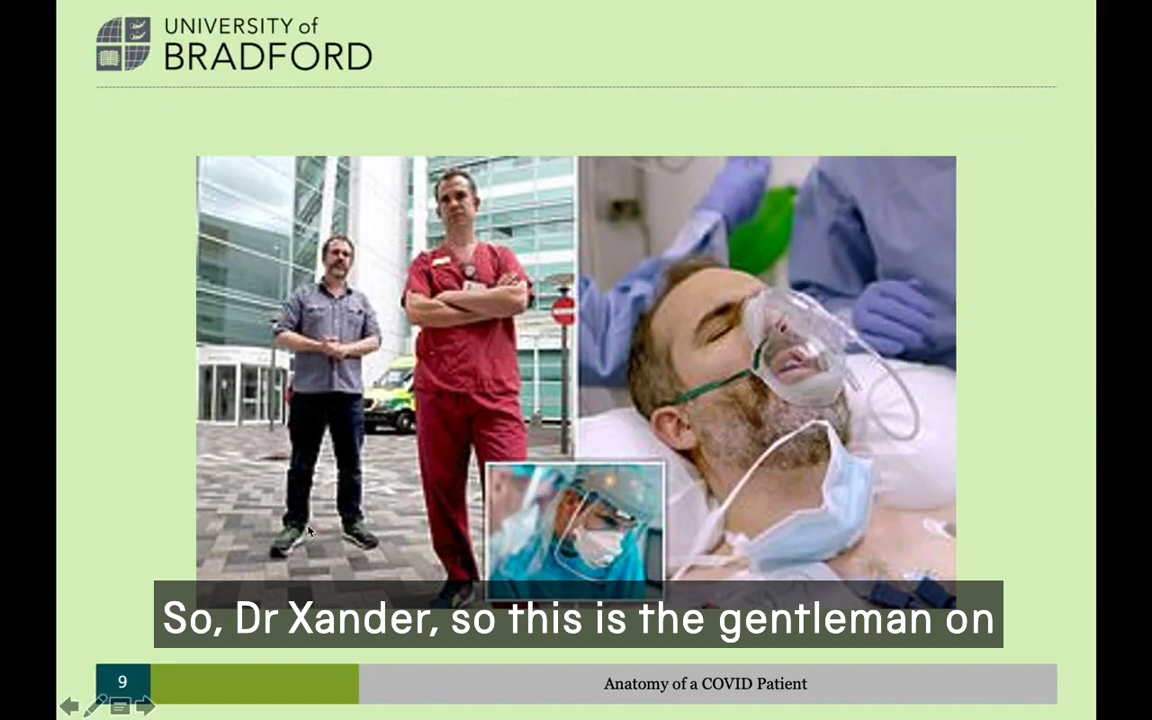 UNIVERSITY of
BRADFORD
So, Dr Xander, so this is the gentleman on
9
Anatomy of a COVID Patient